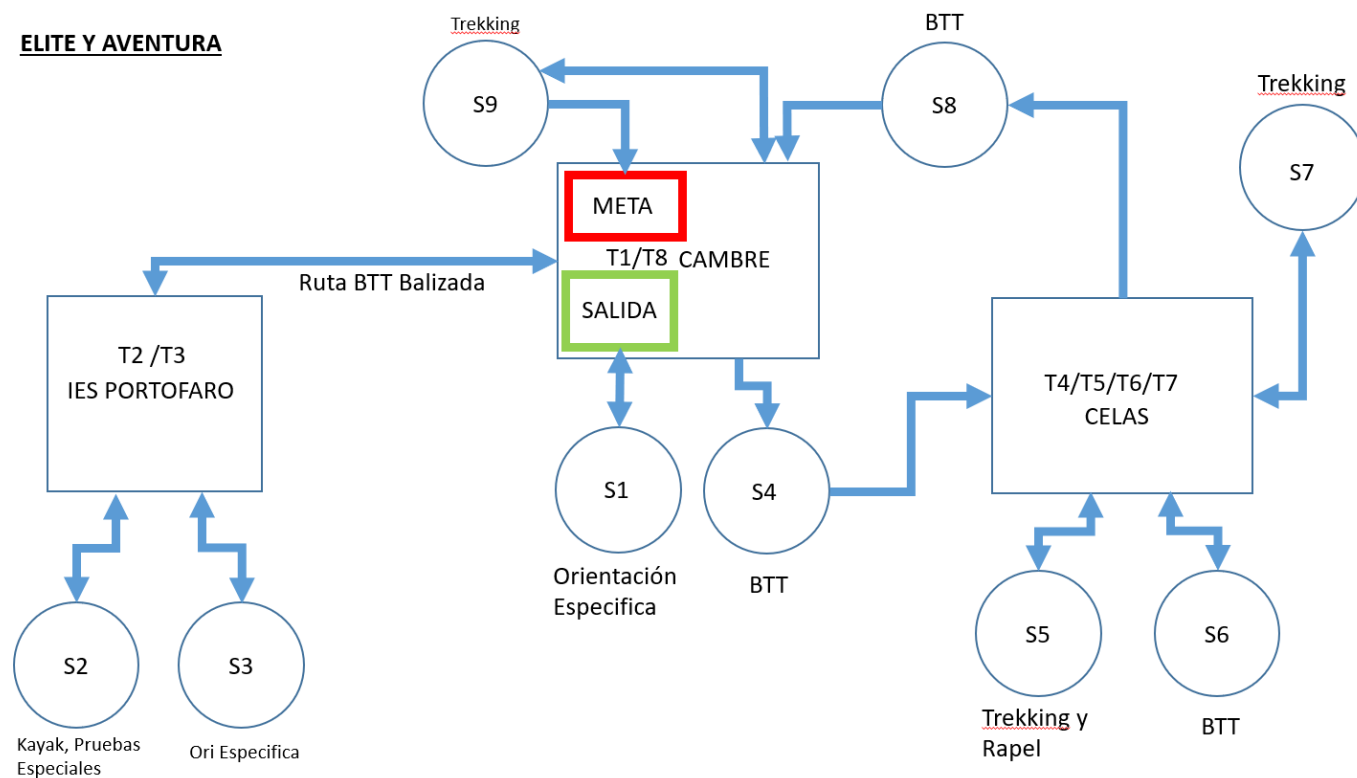 ELITE Y AVENTURA
Trekking
S9
BTT
S8
Trekking
S7
META
T1/T8 CAMBRE
SALIDA
Ruta BTT Balizada
T2 /T3
IES PORTOFARO
T4/T5/T6/T7
CELAS
S1
Orientación
Especifica
S4
BTT
S2
Kayak, Pruebas
Especiales
S3
Ori Especifica
S5
Trekking y
Rapel
S6
BTT